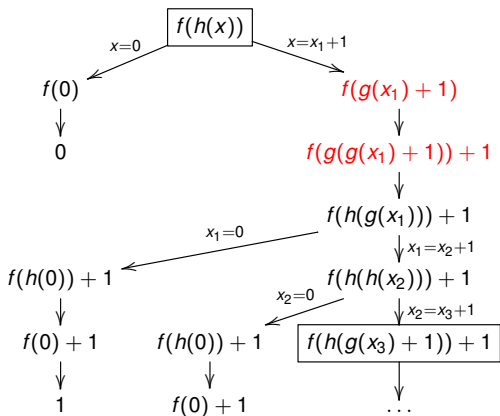 f(h(x))
x=0
x=x₁+1
f(0)
f(g(x₁) + 1)
0
f(g(g(x₁) + 1)) + 1
f(h(g(x₁))) + 1
x₁=0
x₁=x₂+1
f(h(0)) + 1
f(h(h(x₂))) + 1
x₂=0
x₂=x₃+1
f(0) + 1
f(h(0)) + 1
f(h(g(x₃) + 1)) + 1
1
f(0) + 1
...